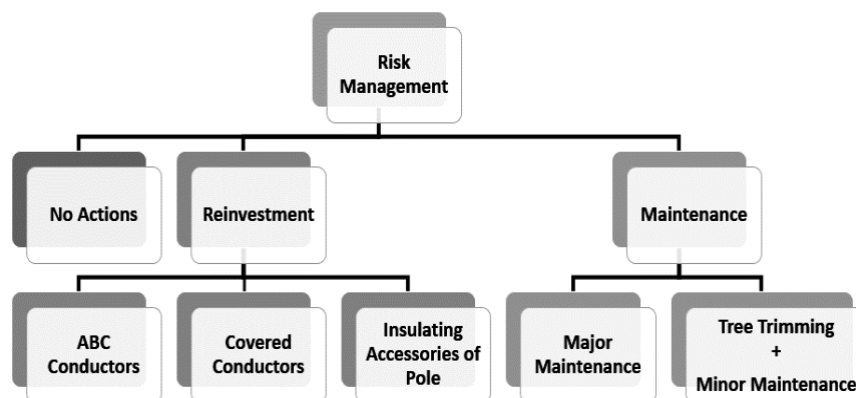 Risk
Management
No Actions
Reinvestment
Maintenance
ABC
Conductors
Covered
Conductors
Insulating
Accessories of
Pole
Major
Maintenance
Tree Trimming
+
Minor Maintenance